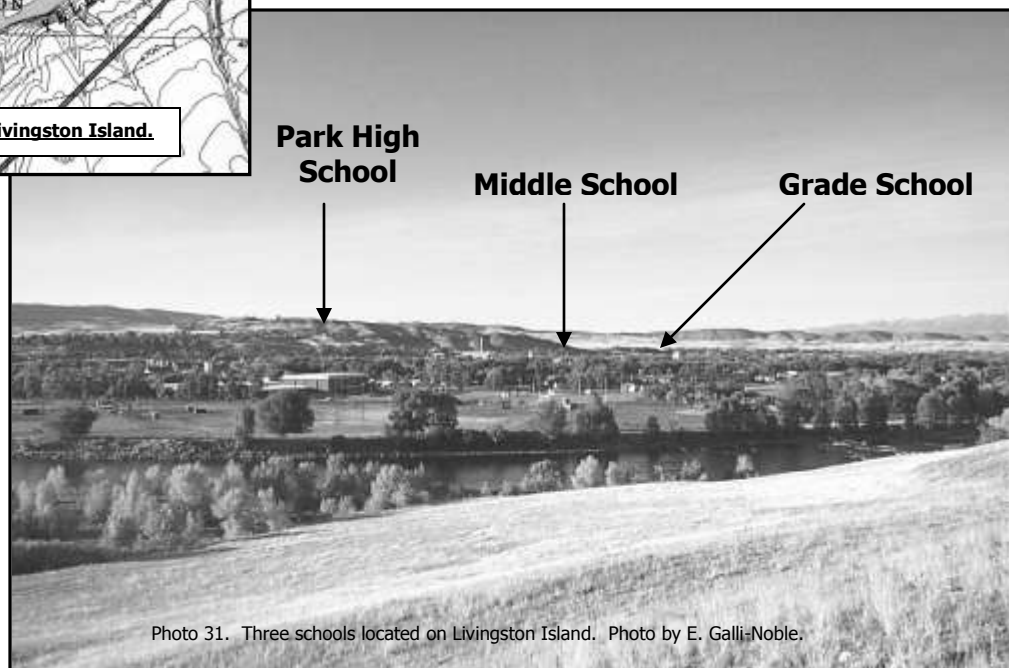 ivingston Island.
Park High
School
Middle School
Grade School
Photo 31. Three schools located on Livingston Island. Photo by E. Galli-Noble.